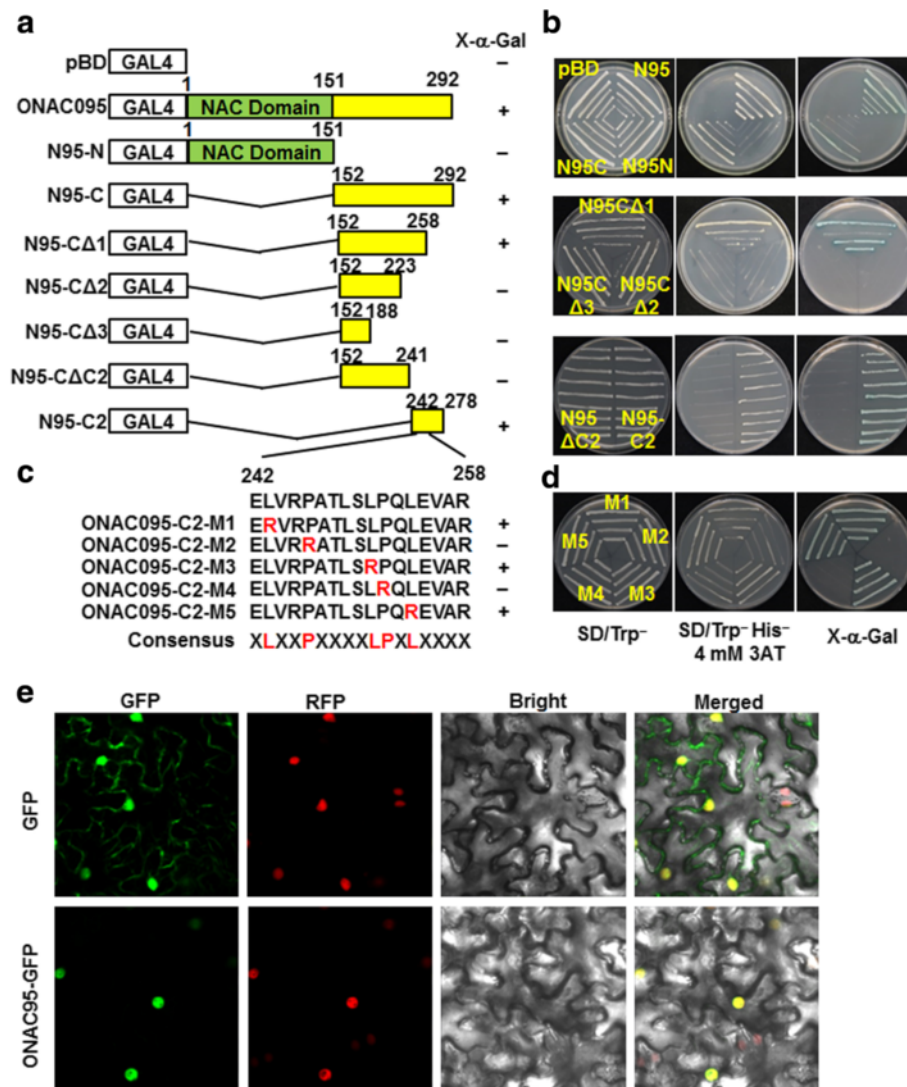 a
X-α-Gal
pBD GAL4 –
1 151 292
ONAC095 GAL4 NAC Domain +
1 151
N95-N GAL4 NAC Domain –
152 292
N95-C GAL4 +
152 258
N95-CΔ1 GAL4 +
152 223
N95-CΔ2 GAL4 –
152 188
N95-CΔ3 GAL4 –
152 241
N95-CΔC2 GAL4 –
242 278
N95-C2 GAL4 +
b
pBD N95
N95C N95N
N95CΔ1
N95C N95C
Δ3 Δ2
N95 N95-
ΔC2 C2
c
242 258
ELVRPATLSLPQLEVAR
ONAC095-C2-M1 ERVRPATLSLPQLEVAR +
ONAC095-C2-M2 ELVRRATLSLPQLEVAR –
ONAC095-C2-M3 ELVRPATLSRPQLEVAR +
ONAC095-C2-M4 ELVRPATLSLRQLEVAR –
ONAC095-C2-M5 ELVRPATLSLPQREVAR +
Consensus XLXXPXXXXLPXLXXXX
d
M1
M5 M2
M4 M3
SD/Trp⁻ SD/Trp⁻ His⁻ X-α-Gal
4 mM 3AT
e
GFP RFP Bright Merged
GFP
ONAC95-GFP